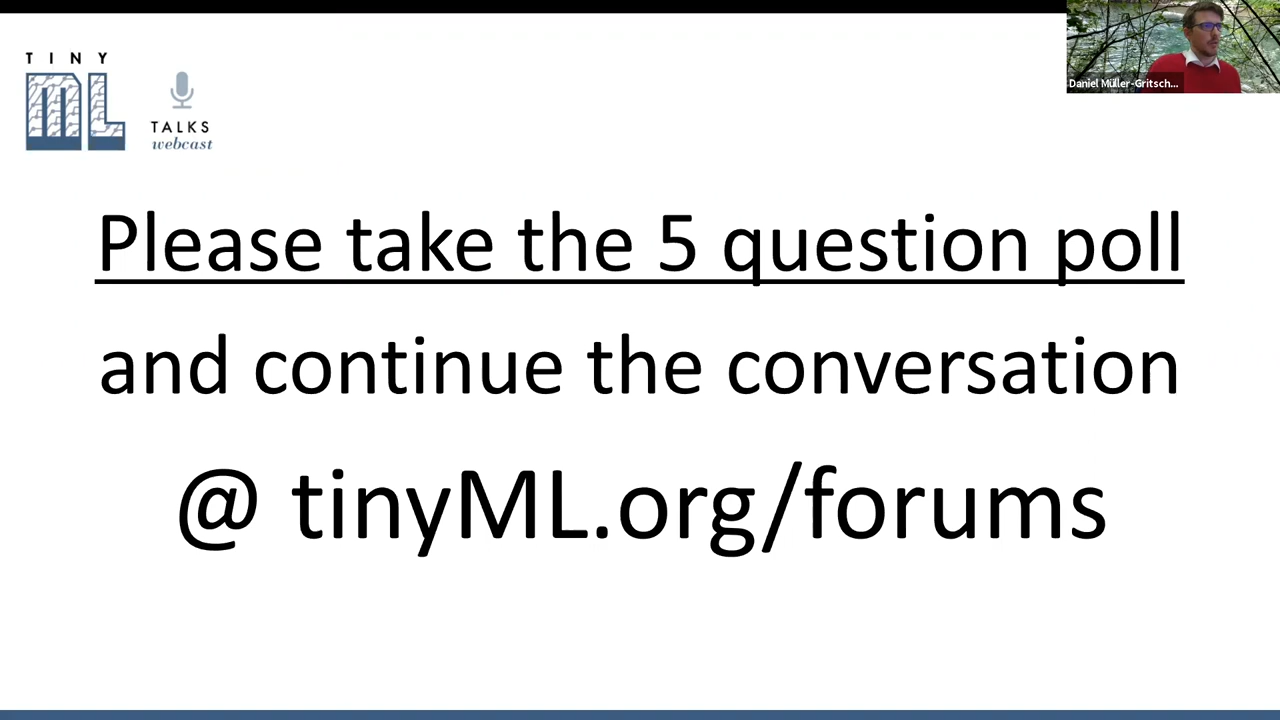 TINY
ML
TALKS
webcast
Daniel Müller-Gritsch...
Please take the 5 question poll
and continue the conversation
@ tinyML.org/forums